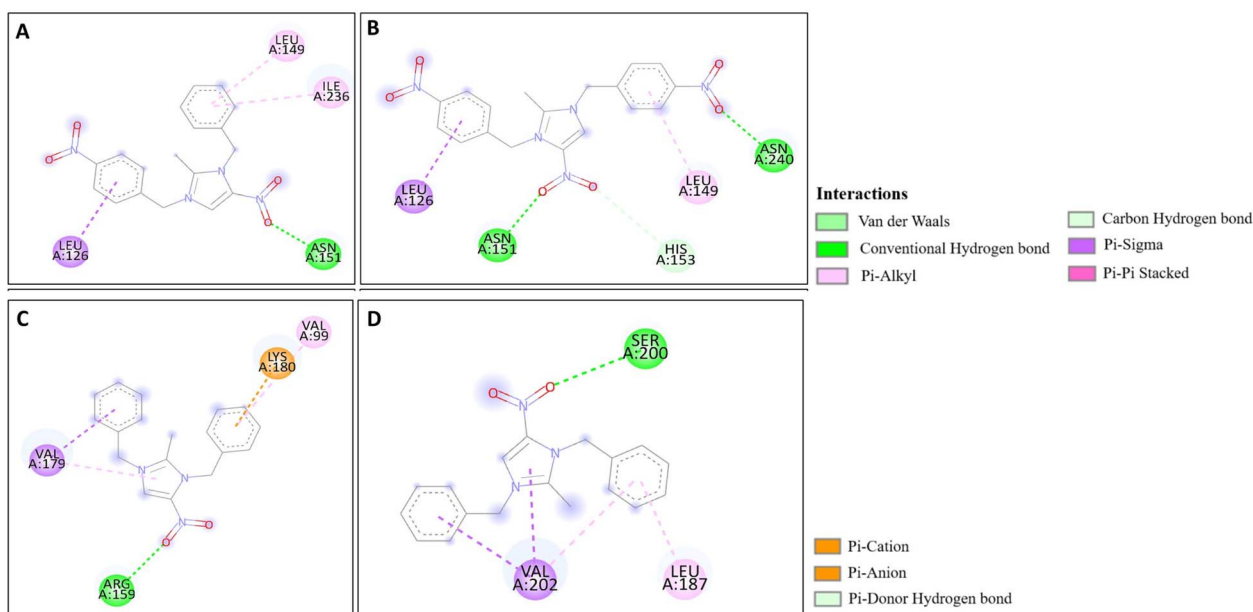 A
LEU
A:149
ILE
A:236
O
N
O
N
N
N
O
O
LEU
A:126
ASN
A:151
B
O
N
O
N
N
N
O
O
N
O
O
ASN
A:240
LEU
A:126
LEU
A:149
ASN
A:151
HIS
A:153
Interactions
Van der Waals
Conventional Hydrogen bond
Pi-Alkyl
Carbon Hydrogen bond
Pi-Sigma
Pi-Pi Stacked
C
VAL
A:99
LYS
A:180
VAL
A:179
N
N
N
O
O
ARG
A:159
D
SER
A:200
O
O
N
N
N
VAL
A:202
LEU
A:187
Pi-Cation
Pi-Anion
Pi-Donor Hydrogen bond